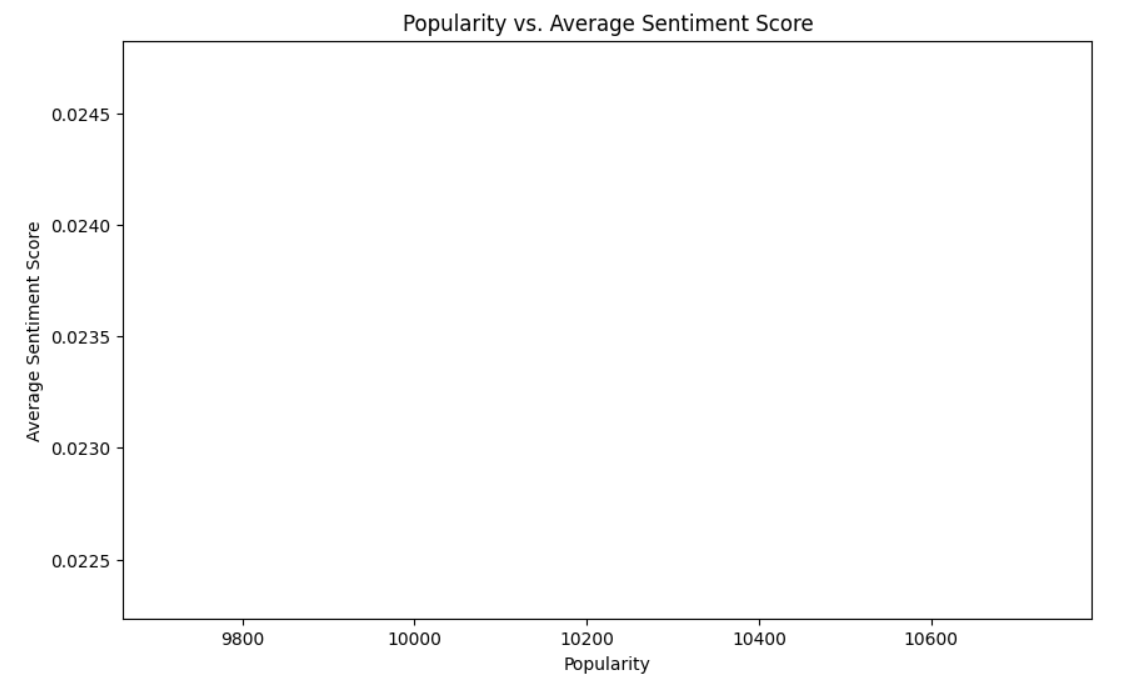 Popularity vs. Average Sentiment Score
0.0245
0.0240
0.0235
0.0230
0.0225
Average Sentiment Score
9800 10000 10200 10400 10600
Popularity